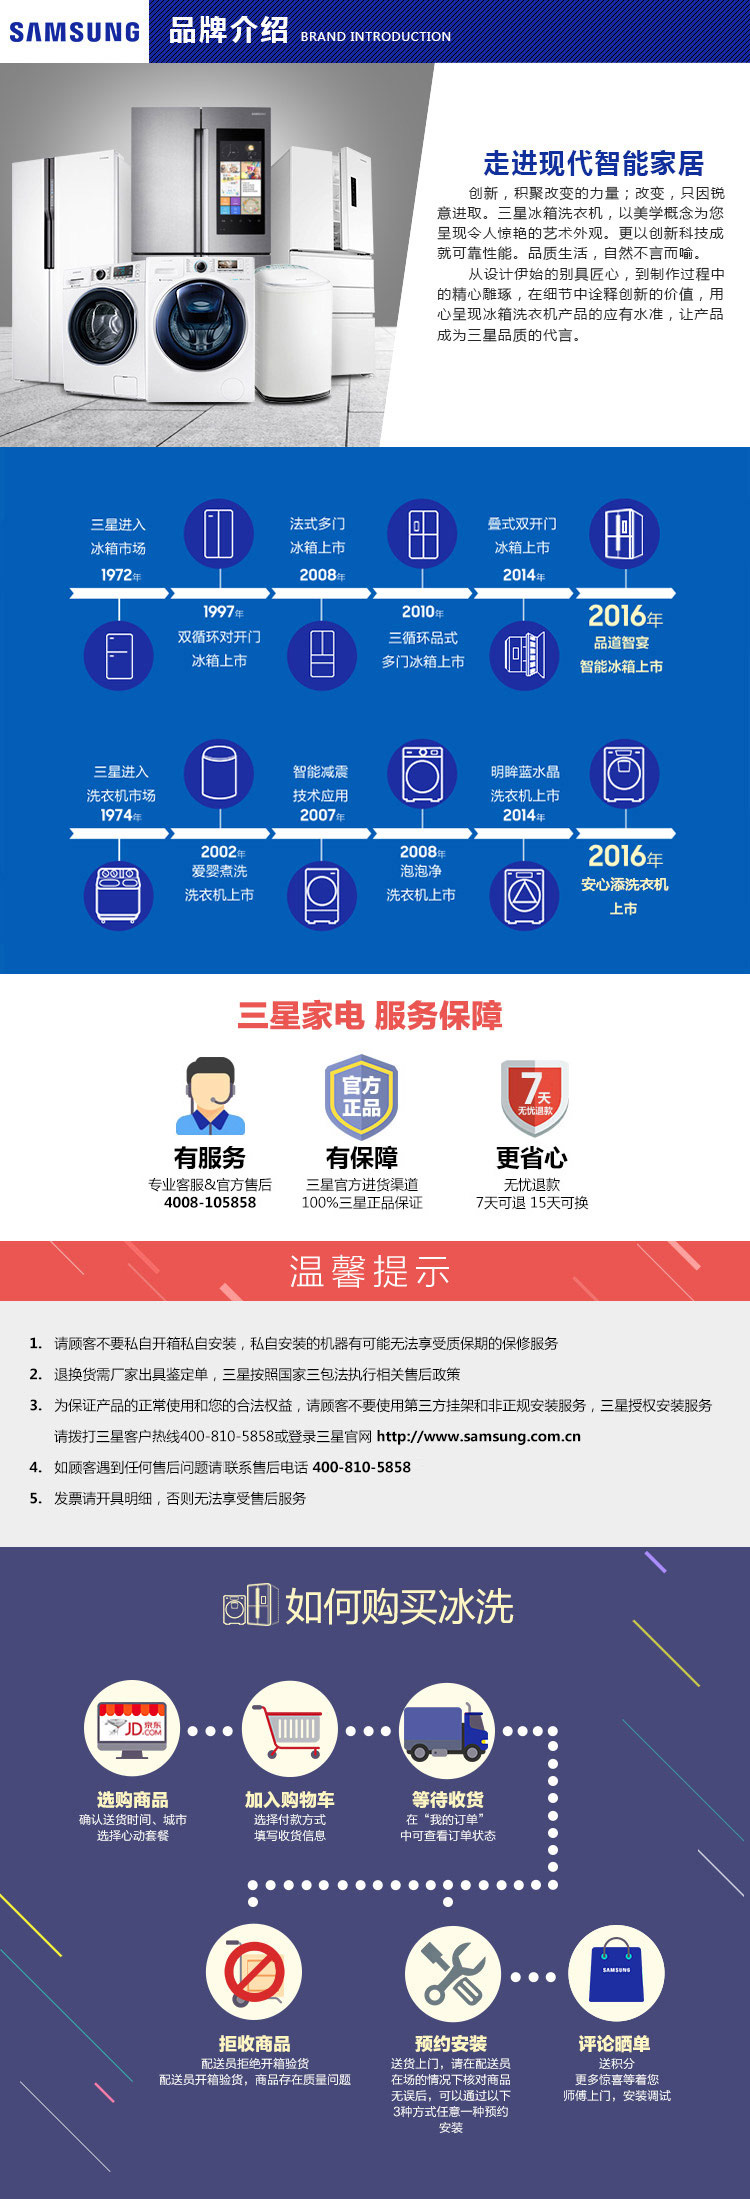 SAMSUNG 品牌介绍 BRAND INTRODUCTION
走进现代智能家居
创新，积聚改变的力量；改变，只因锐
意进取。三星冰箱洗衣机，以美学概念为您
呈现令人惊艳的艺术外观。更以创新科技成
就可靠性能。品质生活，自然不言而喻。
从设计伊始的别具匠心，到制作过程中
的精心雕琢，在细节中诠释创新的价值，用
心呈现冰箱洗衣机产品的应有水准，让产品
成为三星品质的代言。
三星进入
冰箱市场
1972年
1997年
双循环对开门
冰箱上市
法式多门
冰箱上市
2008年
2010年
三循环品式
多门冰箱上市
叠式双开门
冰箱上市
2014年
2016年
品道智宴
智能冰箱上市
三星进入
洗衣机市场
1974年
2002年
爱婴煮洗
洗衣机上市
智能减震
技术应用
2007年
2008年
泡泡净
洗衣机上市
明眸蓝水晶
洗衣机上市
2014年
2016年
安心添洗衣机
上市
三星家电 服务保障
官方
正品
7天
无忧退款
有服务
专业客服&官方售后
4008-105858
有保障
三星官方进货渠道
100%三星正品保证
更省心
无忧退款
7天可退 15天可换
温馨提示
1. 请顾客不要私自开箱私自安装，私自安装的机器有可能无法享受质保期的保修服务
2. 退换货需厂家出具鉴定单，三星按照国家三包法执行相关售后政策
3. 为保证产品的正常使用和您的合法权益，请顾客不要使用第三方挂架和非正规安装服务，三星授权安装服务
请拨打三星客户热线400-810-5858或登录三星官网 http://www.samsung.com.cn
4. 如顾客遇到任何售后问题请联系售后电话 400-810-5858
5. 发票请开具明细，否则无法享受售后服务
如何购买冰洗
JD京东
.COM
选购商品
确认送货时间、城市
选择心动套餐
加入购物车
选择付款方式
填写收货信息
等待收货
在“我的订单”
中可查看订单状态
拒收商品
配送员拒绝开箱验货
配送员开箱验货，商品存在质量问题
预约安装
送货上门，请在配送员
在场的情况下核对商品
无误后，可以通过以下
3种方式任意一种预约
安装
SAMSUNG
评论晒单
送积分
更多惊喜等着您
师傅上门，安装调试